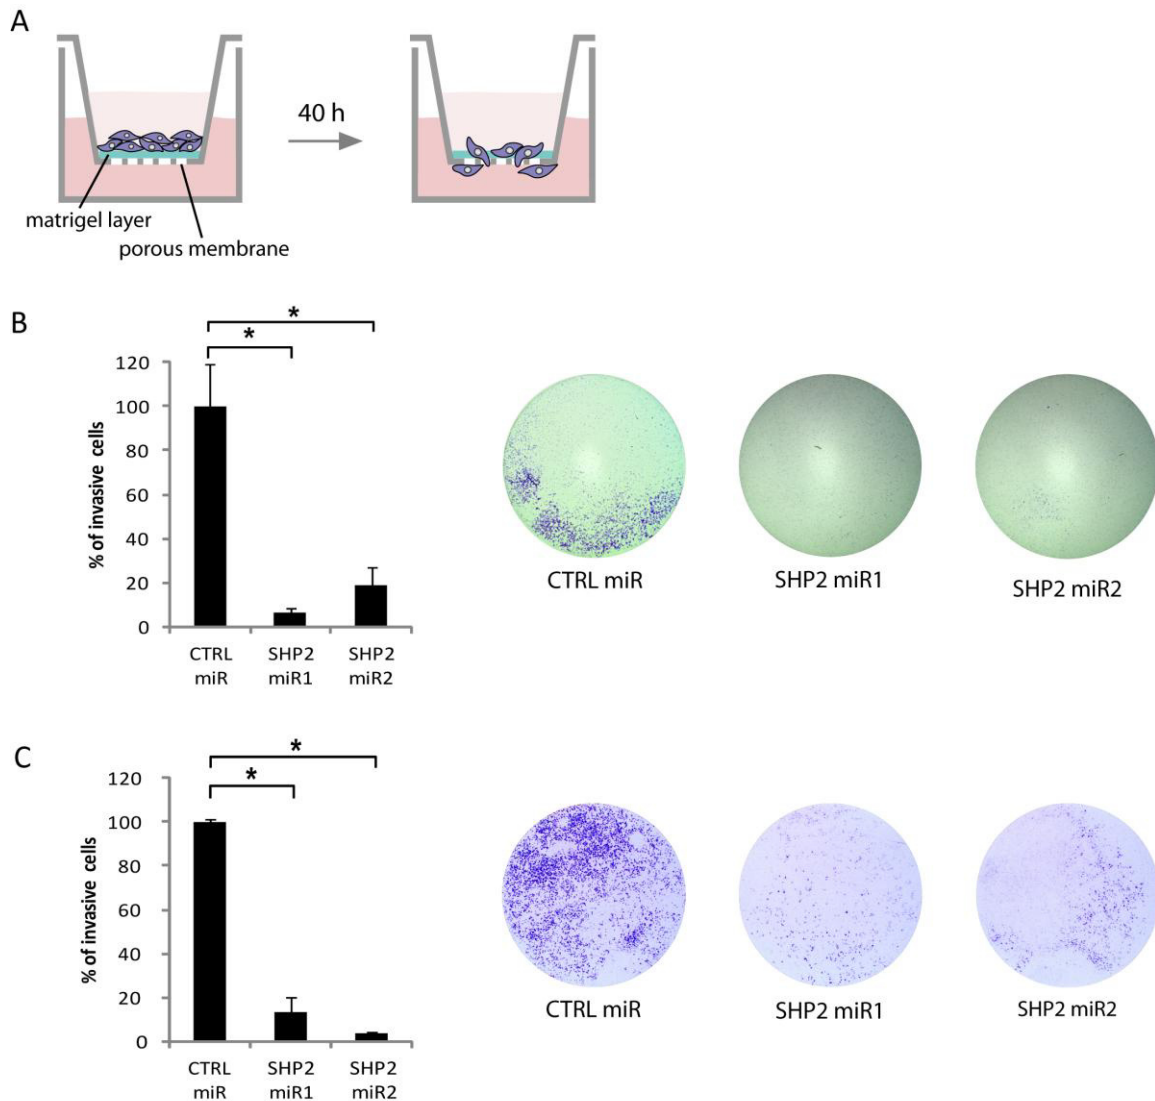 A
40 h
matrigel layer
porous membrane
B
*
*
% of invasive cells
120
100
80
60
40
20
0
CTRL
miR
SHP2
miR1
SHP2
miR2
CTRL miR
SHP2 miR1
SHP2 miR2
C
*
*
% of invasive cells
120
100
80
60
40
20
0
CTRL
miR
SHP2
miR1
SHP2
miR2
CTRL miR
SHP2 miR1
SHP2 miR2